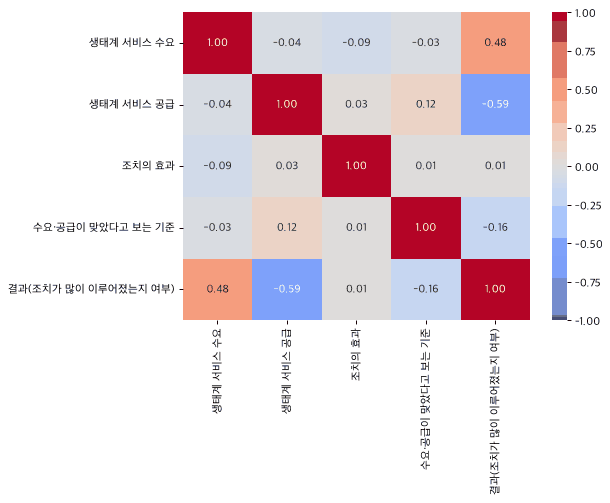 생태계 서비스 수요
1.00 -0.04 -0.09 -0.03 0.48
생태계 서비스 공급
-0.04 1.00 0.03 0.12 -0.59
조치의 효과
-0.09 0.03 1.00 0.01 0.01
수요·공급이 맞았다고 보는 기준
-0.03 0.12 0.01 1.00 -0.16
결과(조치가 많이 이루어졌는지 여부)
0.48 -0.59 0.01 -0.16 1.00
생태계 서비스 수요
생태계 서비스 공급
조치의 효과
수요·공급이 맞았다고 보는 기준
결과(조치가 많이 이루어졌는지 여부)
1.00
0.75
0.50
0.25
0.00
-0.25
-0.50
-0.75
-1.00